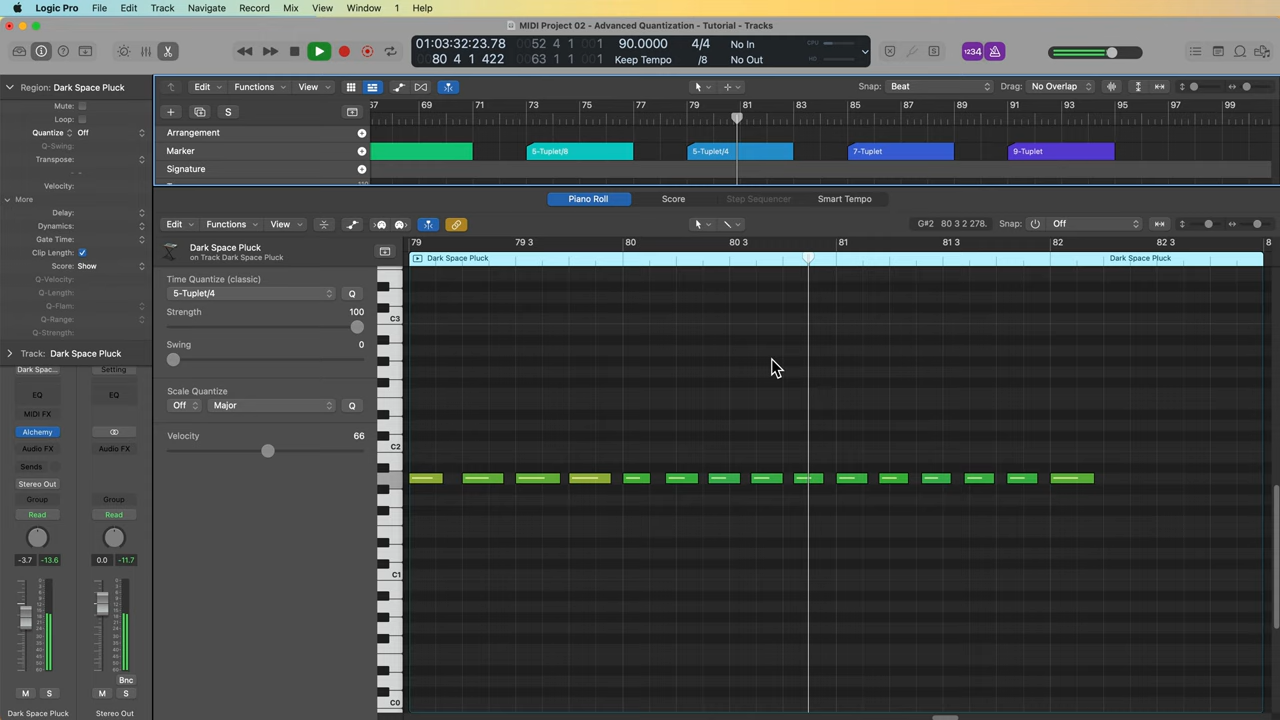 Logic Pro File Edit Track Navigate Record Mix View Window 1 Help
MIDI Project 02 - Advanced Quantization - Tutorial - Tracks
01:03:32:23.78 0052 4 1 001 90.0000 4/4 No In
80 4 1 422 0063 1 1 001 Keep Tempo /8 No Out
CPU
HD
1234
Region: Dark Space Pluck
Edit Functions View Snap: Beat Drag: No Overlap
Mute:
Loop:
Quantize Off
Q-Swing:
Transpose:
Velocity:
More
Delay:
Dynamics:
Gate Time:
Clip Length:
Score: Show
Q-Velocity:
Q-Length:
Q-Flam:
Q-Range:
Q-Strength:
S
67 69 71 73 75 77 79 81 83 85 87 89 91 93 95 97 99
Arrangement
Marker 5-Tuplet/8 5-Tuplet/4 7-Tuplet 9-Tuplet
Signature
Piano Roll Score Step Sequencer Smart Tempo
Edit Functions View G#2 80 3 2 278. Snap: Off
Dark Space Pluck
on Track Dark Space Pluck
79 79 3 80 80 3 81 81 3 82 82 3 8
Dark Space Pluck Dark Space Pluck
Time Quantize (classic)
5-Tuplet/4 Q
Strength 100
Swing 0
Scale Quantize
Off Major Q
Velocity 66
C3
C2
C1
C0
Track: Dark Space Pluck
Dark Spac... Setting
EQ EQ
MIDI FX
Alchemy
Audio FX Audio FX
Sends
Stereo Out
Group Group
Read Read
-3.7 -13.6 0.0 -11.7
Bnc
M S M S
Dark Space Pluck Stereo Out